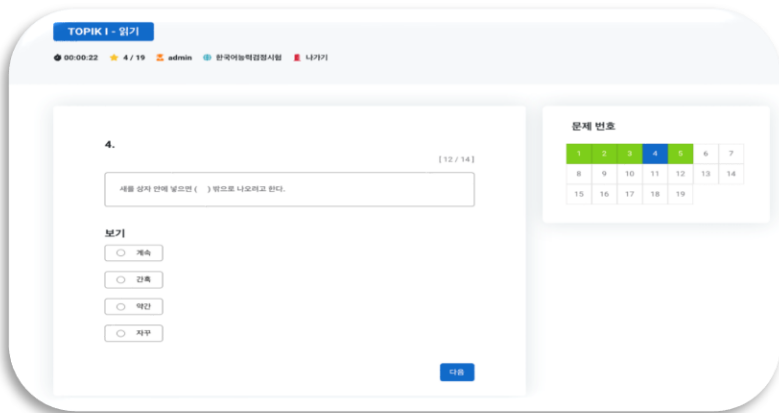 TOPIK I - 읽기
00:00:22 4 / 19 admin 한국어능력검정시험 나가기
4.
[ 12 / 14 ]
새를 상자 안에 넣으면 ( ) 밖으로 나오려고 한다.
보기
계속
간혹
약간
자꾸
다음
문제 번호
1 2 3 4 5 6 7
8 9 10 11 12 13 14
15 16 17 18 19